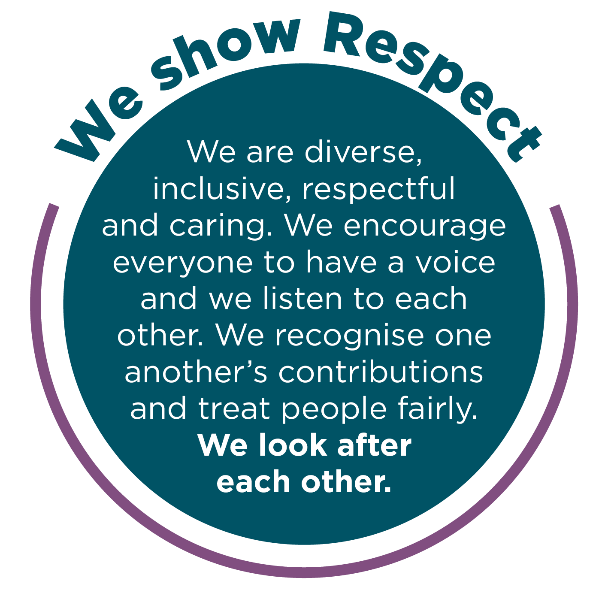 We show Respect
We are diverse,
inclusive, respectful
and caring. We encourage
everyone to have a voice
and we listen to each
other. We recognise one
another’s contributions
and treat people fairly.
We look after
each other.